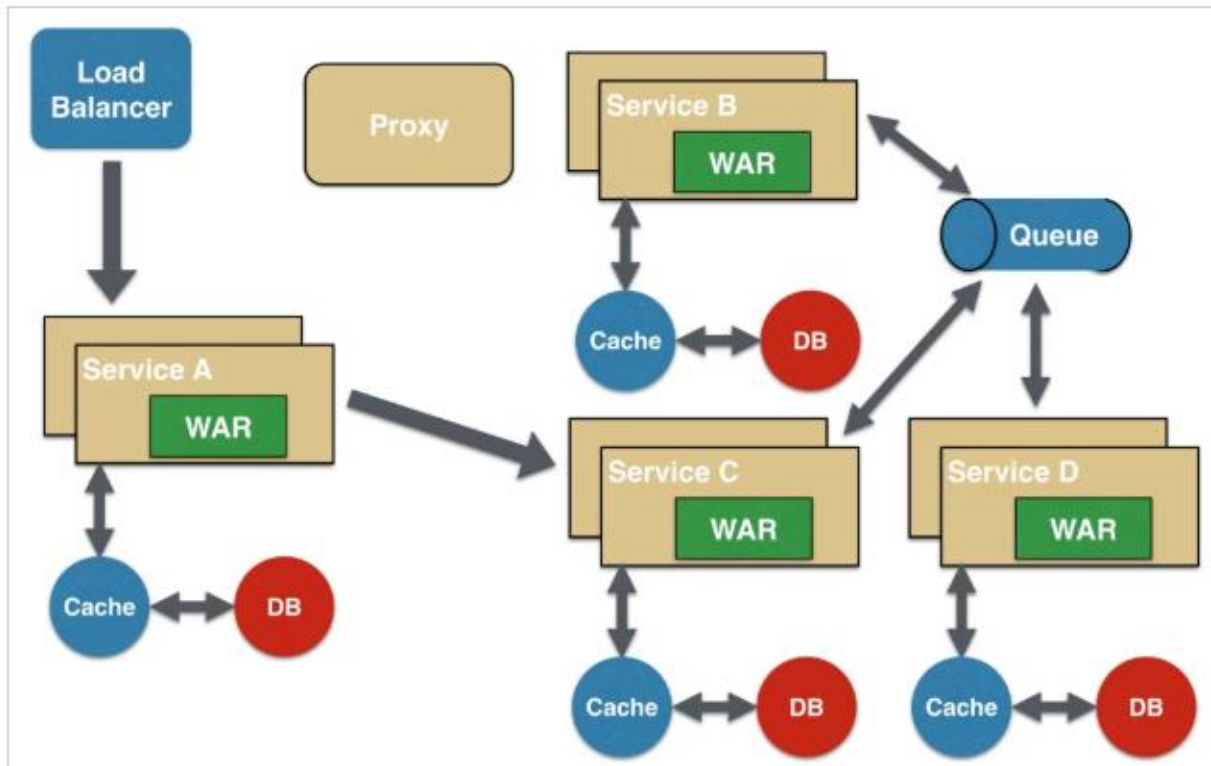 Load
Balancer
Proxy
Service B
WAR
Queue
Cache
DB
Service A
WAR
Cache
DB
Service C
WAR
Service D
WAR
Cache
DB
Cache
DB